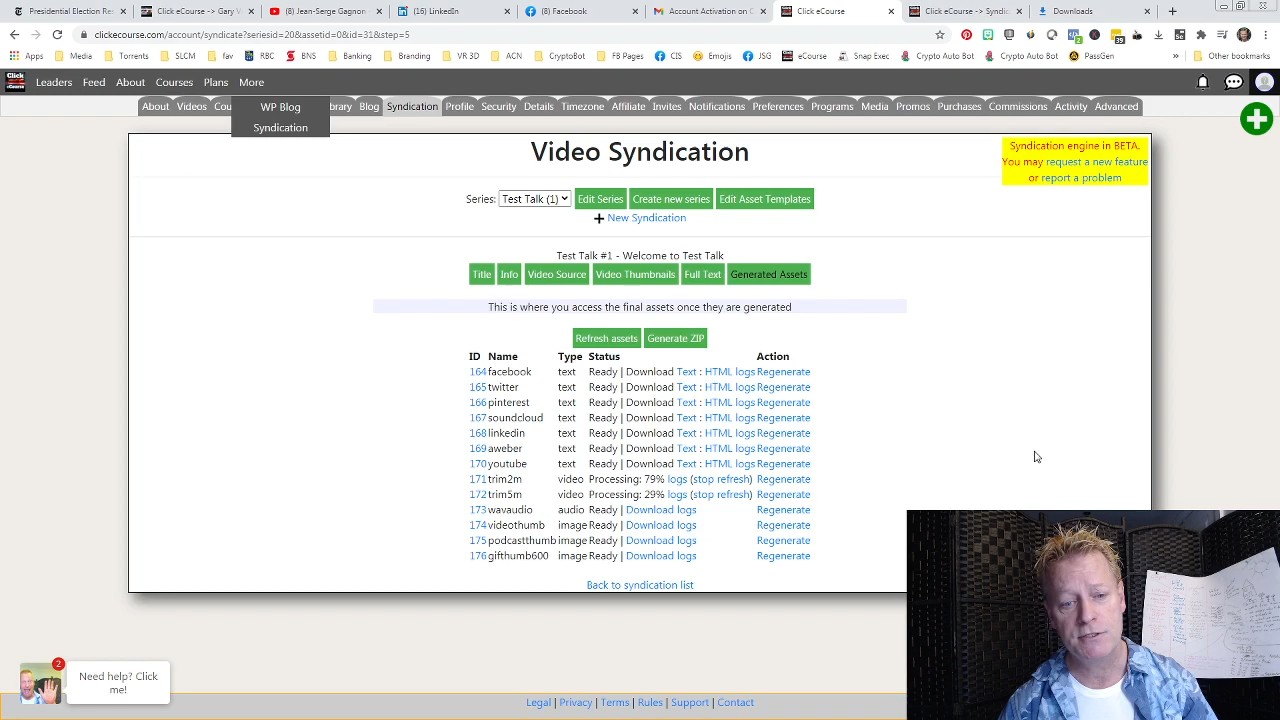 Presidential Election Res
Click eCourse > Gary V
(8) Jean-Serge Gagnon
(16) LinkedIn
(8) Facebook
Account Activation on C
Click eCourse
Click eCourse -> Syndic
Downloads
clickecourse.com/account/syndicate?seriesid=20&assetid=0&id=31&step=5
Apps Media Torrents SLM fav RBC BNS Banking VR 3D ACN CryptoTab FB Pages CIS Emojis JSG eCourse Snap Exec Crypto Auto Bot Crypto Auto Bot PassGen Other bookmarks
Click eCourse Leaders Feed About Courses Plans More
About Videos Cou WP Blog brary Blog Syndication Profile Security Details Timezone Affiliate Invites Notifications Preferences Programs Media Promos Purchases Commissions Activity Advanced
Syndication
Video Syndication
Syndication engine in BETA.
You may request a new feature
or report a problem
Series: Test Talk (1) Edit Series Create new series Edit Asset Templates
New Syndication
Test Talk #1 - Welcome to Test Talk
Title Info Video Source Video Thumbnails Full Text Generated Assets
This is where you access the final assets once they are generated
Refresh assets Generate ZIP
ID Name Type Status Action
164 facebook text Ready | Download Text : HTML logs Regenerate
165 twitter text Ready | Download Text : HTML logs Regenerate
166 pinterest text Ready | Download Text : HTML logs Regenerate
167 soundcloud text Ready | Download Text : HTML logs Regenerate
168 linkedin text Ready | Download Text : HTML logs Regenerate
169 aweber text Ready | Download Text : HTML logs Regenerate
170 youtube text Ready | Download Text : HTML logs Regenerate
171 trim2m video Processing: 79% logs (stop refresh) Regenerate
172 trim5m video Processing: 29% logs (stop refresh) Regenerate
173 wavaudio audio Ready | Download logs Regenerate
174 videothumb image Ready | Download logs Regenerate
175 podcastthumb image Ready | Download logs Regenerate
176 gifthumb600 image Ready | Download logs Regenerate
Back to syndication list
2
Need help? Click
me!
Legal | Privacy | Terms | Rules | Support | Contact